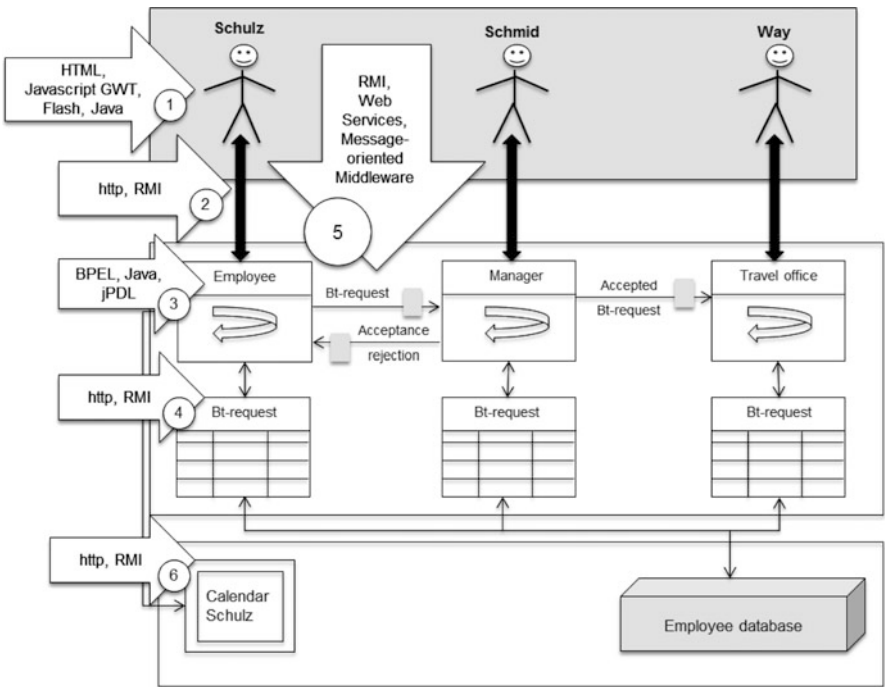 Schulz
Schmid
Way
HTML,
Javascript GWT,
Flash, Java
1
RMI,
Web
Services,
Message-
oriented
Middleware
http, RMI
2
5
BPEL, Java,
jPDL
3
Employee
Bt-request
Manager
Accepted
Bt-request
Travel office
Acceptance
rejection
http, RMI
4
Bt-request
Bt-request
Bt-request
http, RMI
6
Calendar
Schulz
Employee database